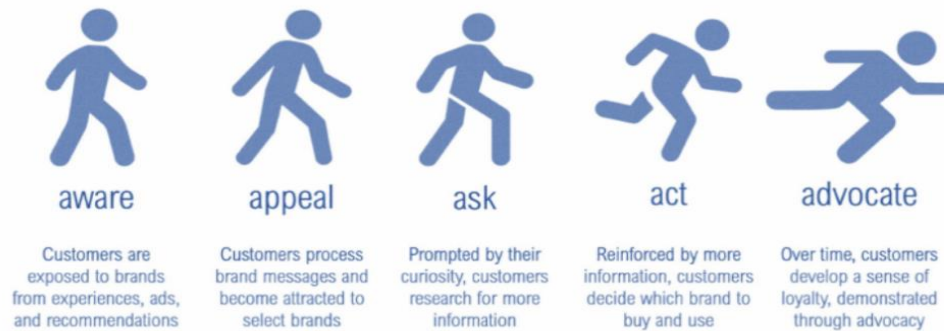 aware
Customers are
exposed to brands
from experiences, ads,
and recommendations
appeal
Customers process
brand messages and
become attracted to
select brands
ask
Prompted by their
curiosity, customers
research for more
information
act
Reinforced by more
information, customers
decide which brand to
buy and use
advocate
Over time, customers
develop a sense of
loyalty, demonstrated
through advocacy